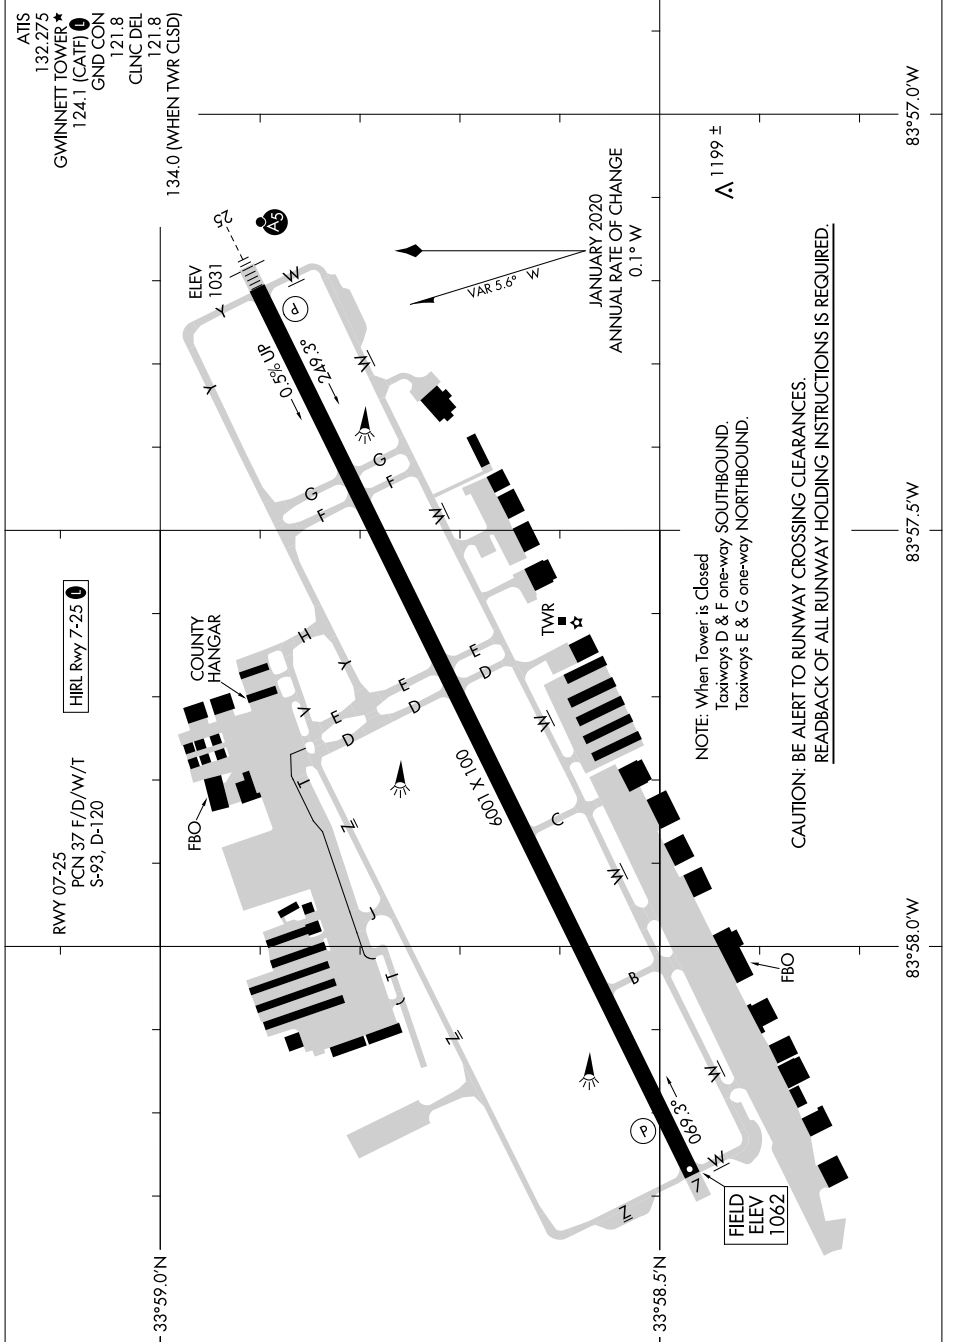 ATIS
132.275
GWINNETT TOWER★
124.1 (CATF) L
GND CON
121.8
CLNC DEL
121.8
134.0 (WHEN TWR CLSD)
RWY 07-25
PCN 37 F/D/W/T
S-93, D-120
HIRL Rwy 7-25 L
33°59.0'N
33°58.5'N
83°58.0'W
83°57.5'W
83°57.0'W
FBO
COUNTY
HANGAR
ELEV
1031
25
A5
P
0.5% UP
249.3°
Y
Y
W
W
G
G
F
F
W
H
Y
A
E
D
E
D
E
D
T
Z
J
T
J
Z
6001 X 100
TWR
W
C
W
B
W
069.3°
P
7
W
Z
FIELD
ELEV
1062
FBO
VAR 5.6° W
JANUARY 2020
ANNUAL RATE OF CHANGE
0.1° W
1199 ±
NOTE: When Tower is Closed
Taxiways D & F one-way SOUTHBOUND.
Taxiways E & G one-way NORTHBOUND.
CAUTION: BE ALERT TO RUNWAY CROSSING CLEARANCES.
READBACK OF ALL RUNWAY HOLDING INSTRUCTIONS IS REQUIRED.